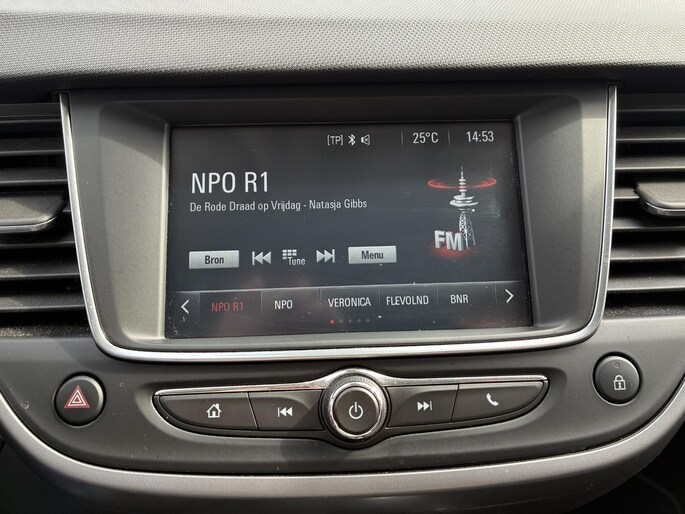 [TP] 25°C 14:53
NPO R1
De Rode Draad op Vrijdag - Natasja Gibbs
FM
Bron Tune Menu
NPO R1 NPO VERONICA FLEVOLND BNR